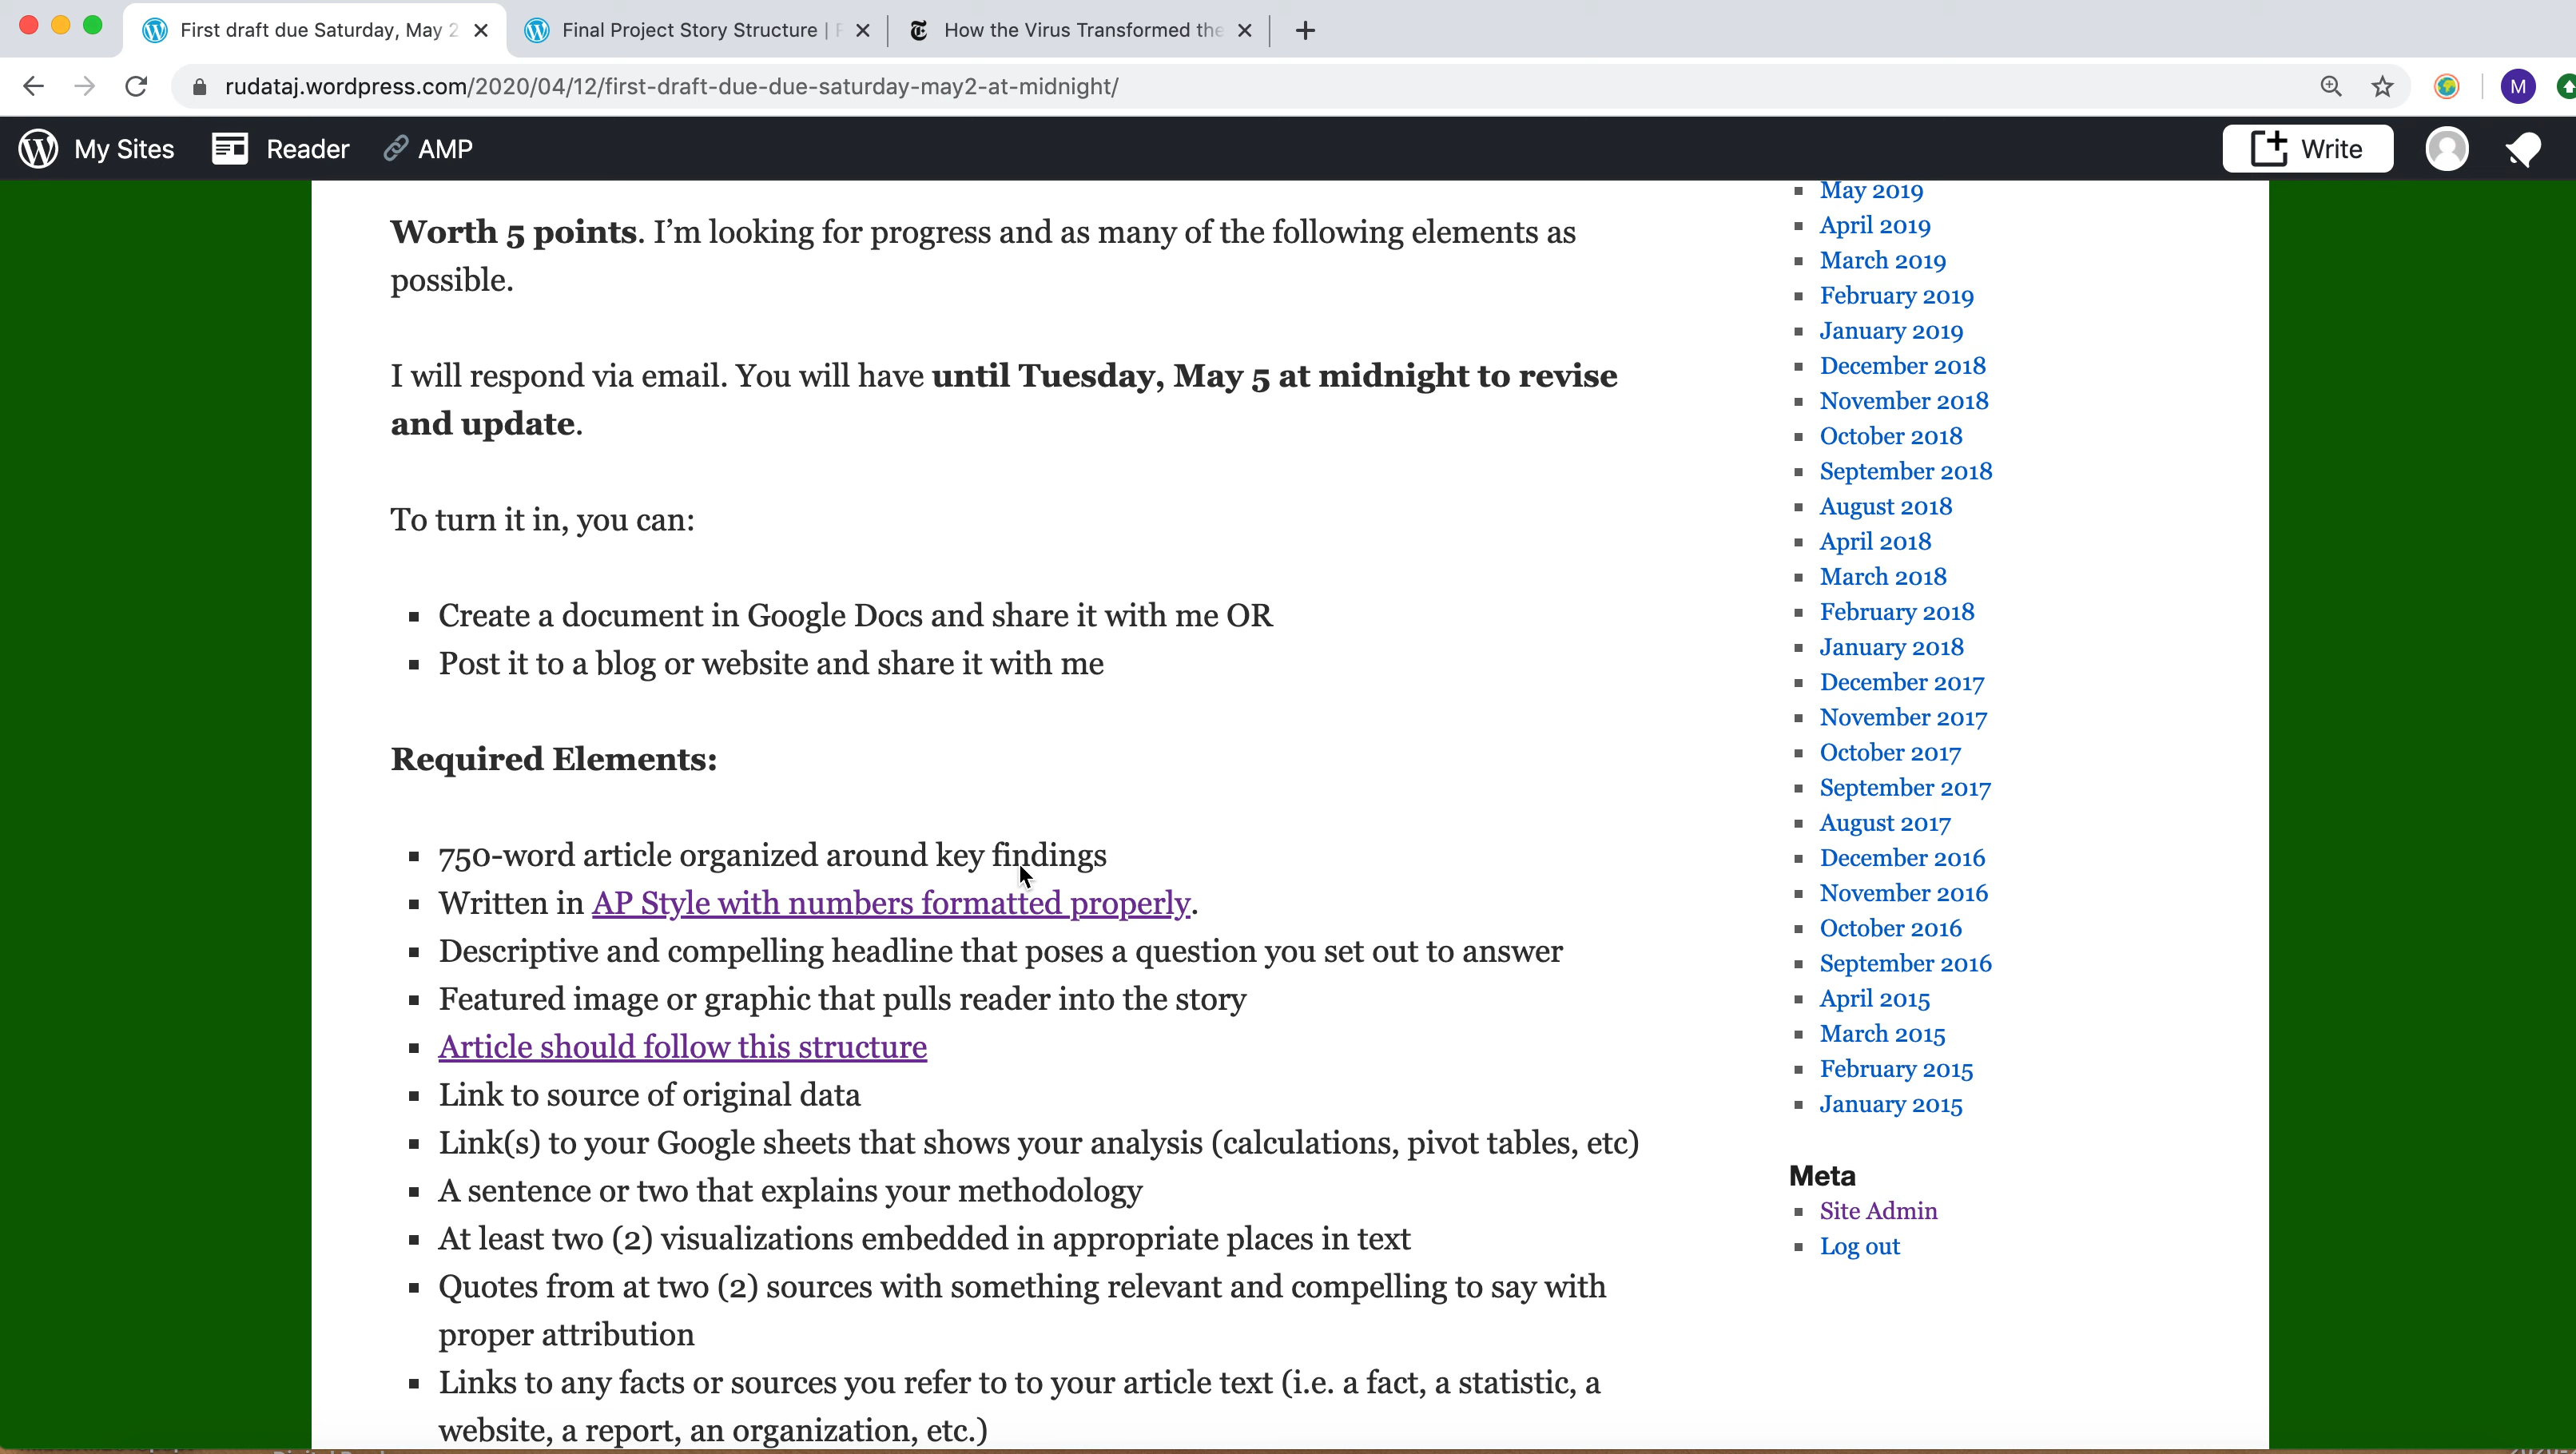 First draft due Saturday, May 2
Final Project Story Structure |
How the Virus Transformed the
rudataj.wordpress.com/2020/04/12/first-draft-due-due-saturday-may2-at-midnight/
M
My Sites
Reader
AMP
Write
Worth 5 points. I'm looking for progress and as many of the following elements as
possible.
I will respond via email. You will have until Tuesday, May 5 at midnight to revise
and update.
To turn it in, you can:
Create a document in Google Docs and share it with me OR
Post it to a blog or website and share it with me
Required Elements:
750-word article organized around key findings
Written in AP Style with numbers formatted properly.
Descriptive and compelling headline that poses a question you set out to answer
Featured image or graphic that pulls reader into the story
Article should follow this structure
Link to source of original data
Link(s) to your Google sheets that shows your analysis (calculations, pivot tables, etc)
A sentence or two that explains your methodology
At least two (2) visualizations embedded in appropriate places in text
Quotes from at two (2) sources with something relevant and compelling to say with
proper attribution
Links to any facts or sources you refer to to your article text (i.e. a fact, a statistic, a
website, a report, an organization, etc.)
May 2019
April 2019
March 2019
February 2019
January 2019
December 2018
November 2018
October 2018
September 2018
August 2018
April 2018
March 2018
February 2018
January 2018
December 2017
November 2017
October 2017
September 2017
August 2017
December 2016
November 2016
October 2016
September 2016
April 2015
March 2015
February 2015
January 2015
Meta
Site Admin
Log out